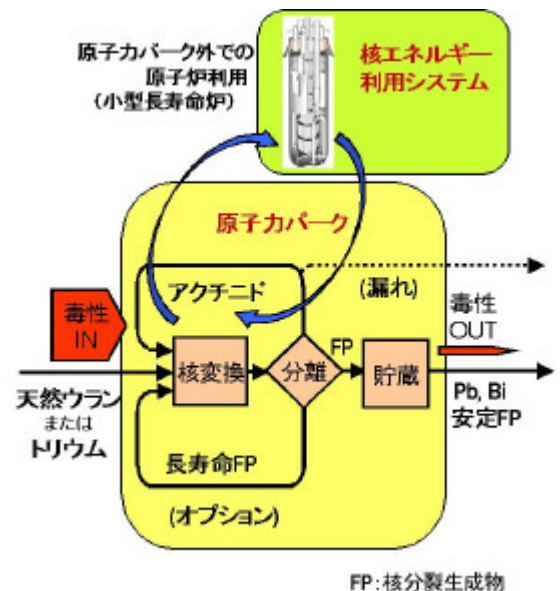 原子力パーク外での
原子炉利用
(小型長寿命炉)
核エネルギー
利用システム
原子力パーク
アクチニド
(漏れ)
毒性
IN
毒性
OUT
核変換
分離
FP
貯蔵
天然ウラン
または
トリウム
Pb, Bi
安定FP
長寿命FP
(オプション)
FP:核分裂生成物